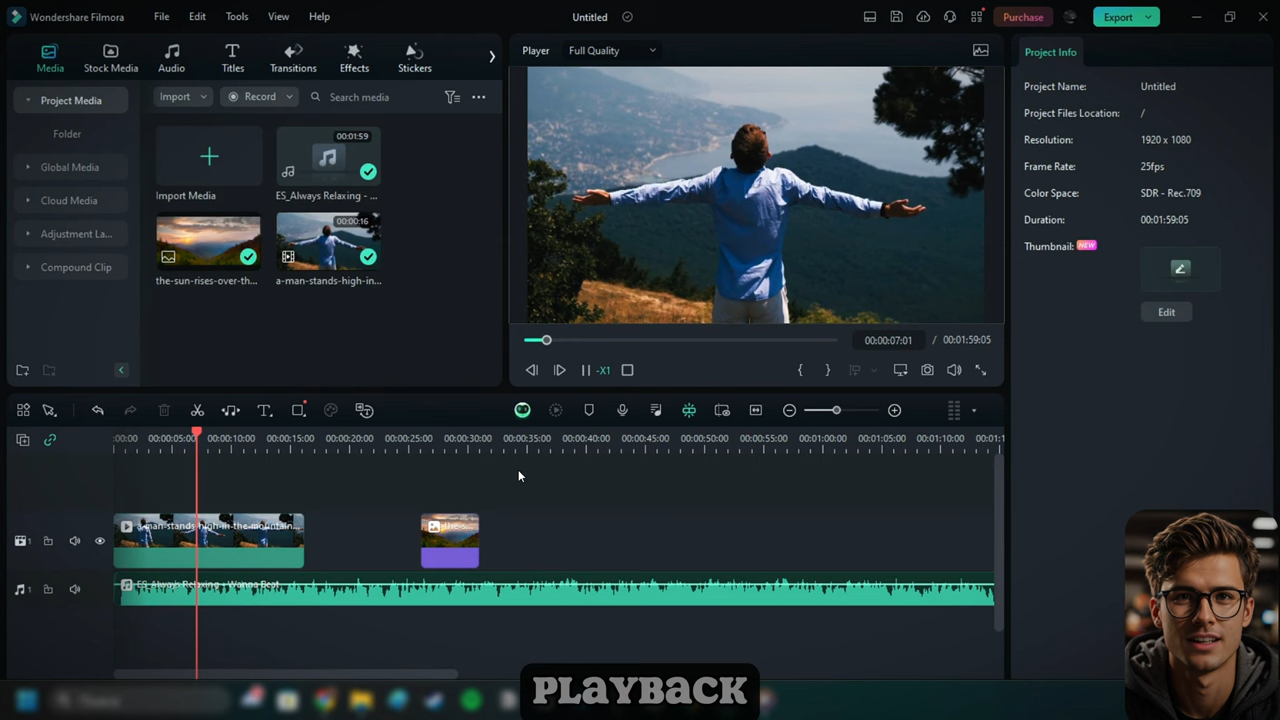 Wondershare Filmora File Edit Tools View Help Untitled Purchase Export
Media Stock Media Audio Titles Transitions Effects Stickers
Player Full Quality
Project Info
Project Media
Folder
Global Media
Cloud Media
Adjustment La...
Compound Clip
Import Record Search media
00:01:59
Import Media ES_Always Relaxing - ...
00:00:16
the-sun-rises-over-th... a-man-stands-high-in...
00:00:07:01 / 00:01:59:05
-X1 { }
Project Name: Untitled
Project Files Location: /
Resolution: 1920 x 1080
Frame Rate: 25fps
Color Space: SDR - Rec.709
Duration: 00:01:59:05
Thumbnail: NEW
Edit
:00:00 00:00:05:00 00:00:10:00 00:00:15:00 00:00:20:00 00:00:25:00 00:00:30:00 00:00:35:00 00:00:40:00 00:00:45:00 00:00:50:00 00:00:55:00 00:01:00:00 00:01:05:00 00:01:10:00 00:01:1
a-man-stands-high-in-the-mountain...
1
ES_Always Relaxing - Wanna Beat
1
PLAYBACK